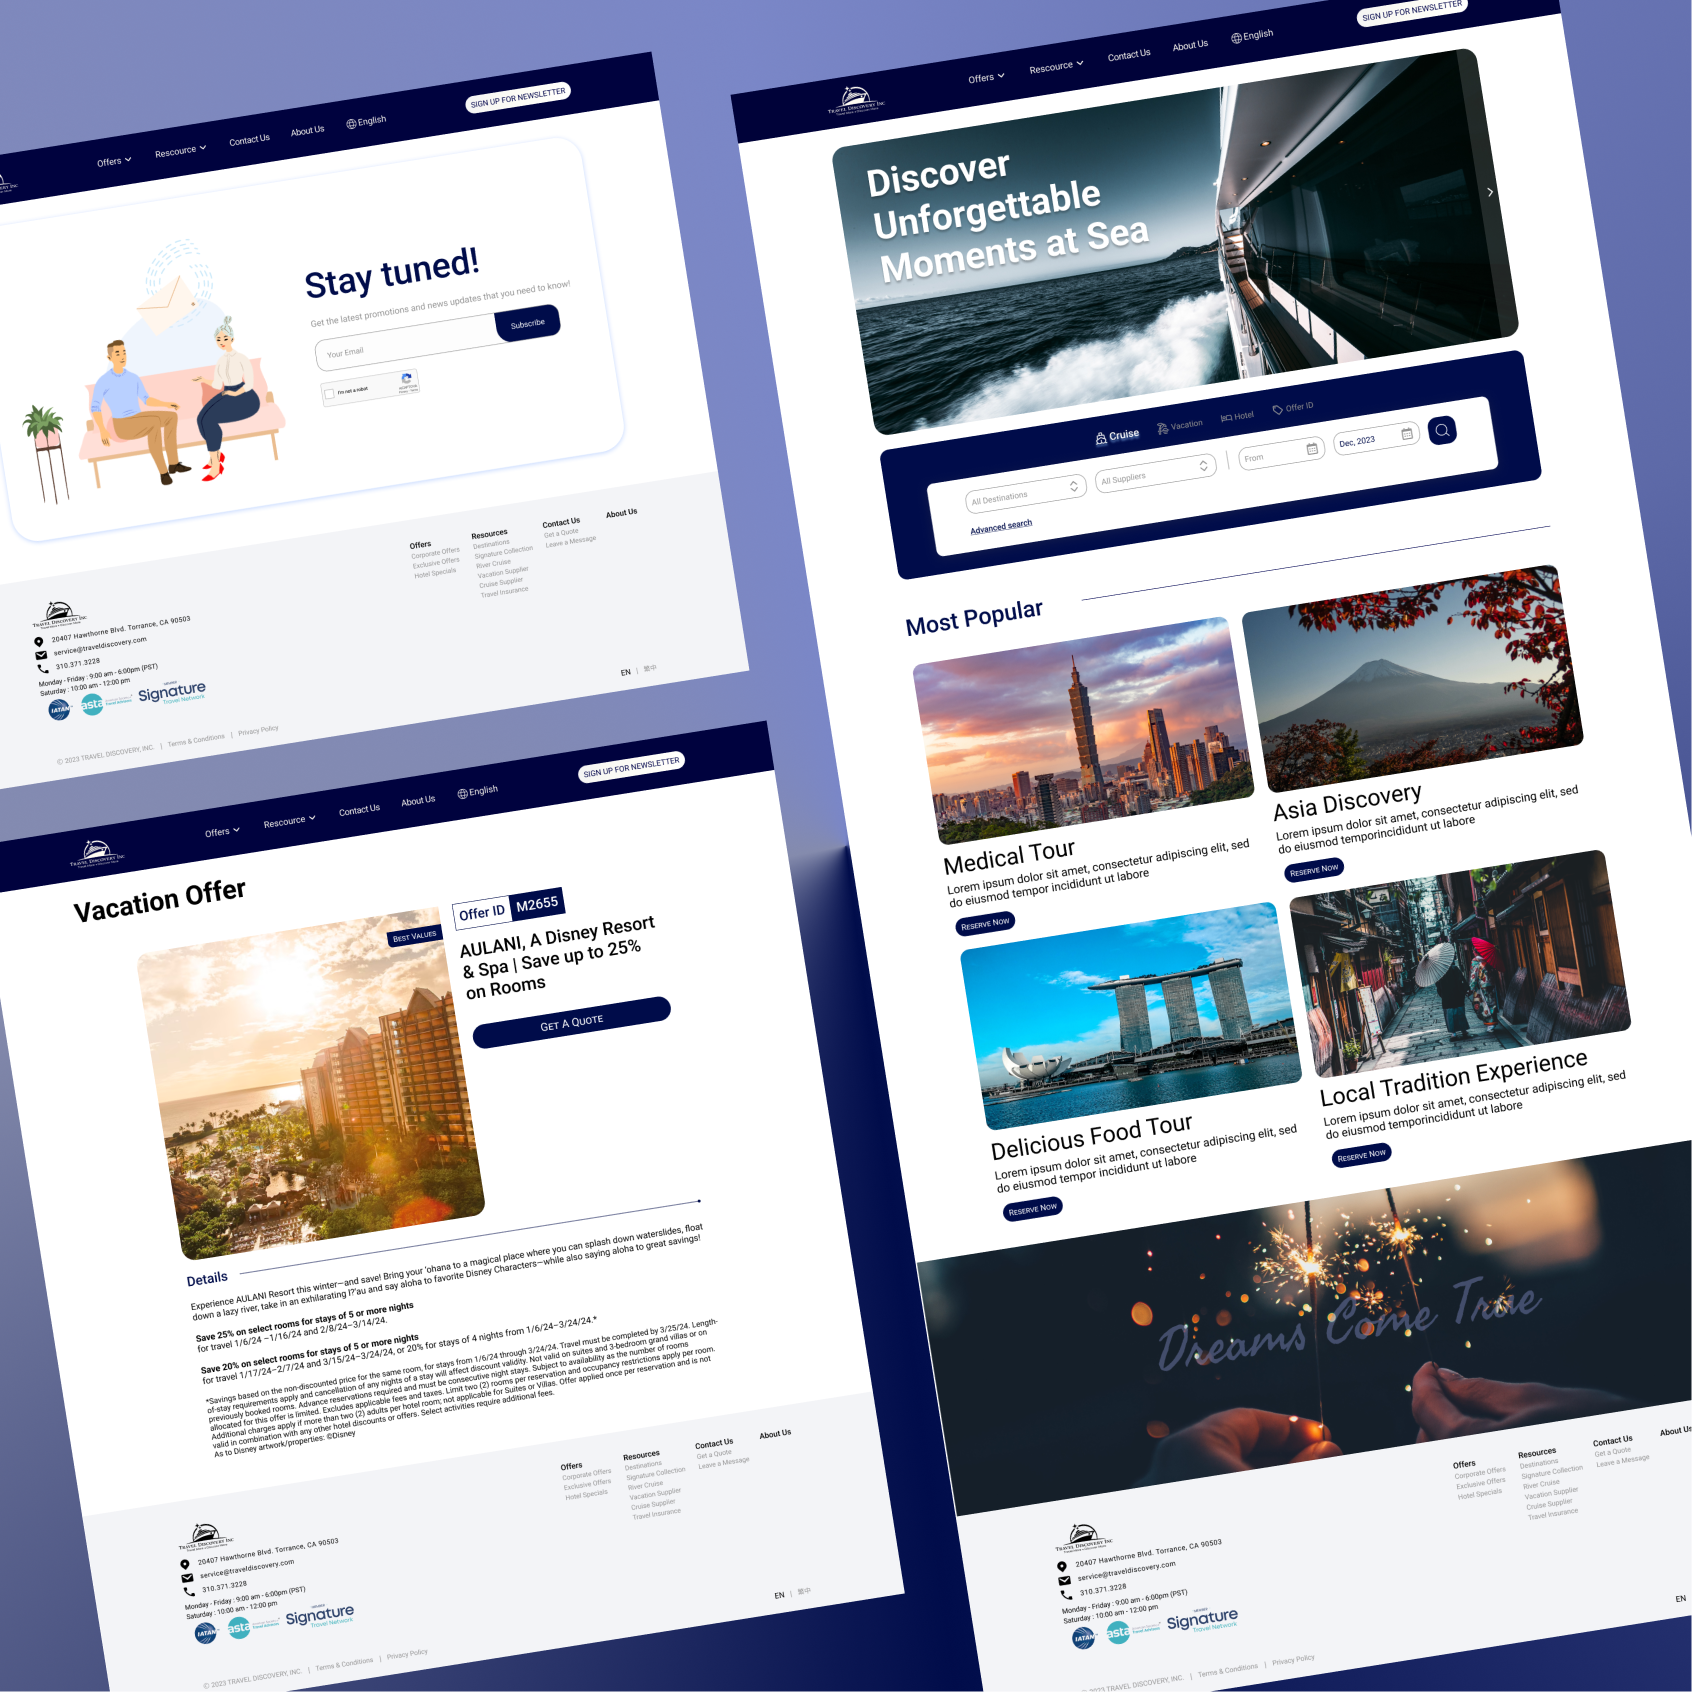 SIGN UP FOR NEWSLETTER
Offers
Rescource
Contact Us
About Us
English
Stay tuned!
Get the latest promotions and news updates that you need to know!
Your Email
Subscribe
I'm not a robot
Offers
Corporate Offers
Exclusive Offers
Hotel Specials
Resources
Destinations
Signature Collection
River Cruise
Vacation Supplier
Cruise Supplier
Travel Insurance
Contact Us
Get a Quote
Leave a Message
About Us
TRAVEL DISCOVERY INC
20407 Hawthorne Blvd. Torrance, CA 90503
service@traveldiscovery.com
310.371.3228
Monday - Friday : 9:00 am - 6:00pm (PST)
Saturday : 10:00 am - 12:00 pm
IATAN
asta
Signature
Travel Network
EN | 繁中
© 2023 TRAVEL DISCOVERY, INC. | Terms & Conditions | Privacy Policy
TRAVEL DISCOVERY INC
Offers
Rescource
Contact Us
About Us
English
SIGN UP FOR NEWSLETTER
Vacation Offer
BEST VALUES
Offer ID M2655
AULANI, A Disney Resort
& Spa | Save up to 25%
on Rooms
GET A QUOTE
Details
Experience AULANI Resort this winter—and save! Bring your 'ohana to a magical place where you can splash down waterslides, float
down a lazy river, take in an exhilarating l?'au and say aloha to favorite Disney Characters—while also saying aloha to great savings!
Save 25% on select rooms for stays of 5 or more nights
for travel 1/6/24 –1/16/24 and 2/8/24–3/14/24.
Save 20% on select rooms for stays of 5 or more nights
for travel 1/17/24–2/7/24 and 3/15/24–3/24/24, or 20% for stays of 4 nights from 1/6/24–3/24/24.*
*Savings based on the non-discounted price for the same room, for stays from 1/6/24 through 3/24/24. Travel must be completed by 3/25/24. Length-
of-stay requirements apply and cancellation of any nights of a stay will affect discount validity. Not valid on suites and 3-bedroom grand villas or on
previously booked rooms. Advance reservations required and must be consecutive night stays. Subject to availability as the number of rooms
allocated for this offer is limited. Excludes applicable fees and taxes. Limit two (2) rooms per reservation and occupancy restrictions apply per room.
Additional charges apply if more than two (2) adults per hotel room; not applicable for Suites or Villas. Offer applied once per reservation and is not
valid in combination with any other hotel discounts or offers. Select activities require additional fees.
As to Disney artwork/properties: ©Disney
Offers
Corporate Offers
Exclusive Offers
Hotel Specials
Resources
Destinations
Signature Collection
River Cruise
Vacation Supplier
Cruise Supplier
Travel Insurance
Contact Us
Get a Quote
Leave a Message
About Us
TRAVEL DISCOVERY INC
20407 Hawthorne Blvd. Torrance, CA 90503
service@traveldiscovery.com
310.371.3228
Monday - Friday : 9:00 am - 6:00pm (PST)
Saturday : 10:00 am - 12:00 pm
IATAN
asta
Signature
Travel Network
EN | 繁中
© 2023 TRAVEL DISCOVERY, INC. | Terms & Conditions | Privacy Policy
TRAVEL DISCOVERY INC
Offers
Rescource
Contact Us
About Us
English
SIGN UP FOR NEWSLETTER
Discover
Unforgettable
Moments at Sea
Cruise
Vacation
Hotel
Offer ID
All Destinations
All Suppliers
From
Dec, 2023
Advanced search
Most Popular
Medical Tour
Lorem ipsum dolor sit amet, consectetur adipiscing elit, sed
do eiusmod tempor incididunt ut labore
RESERVE NOW
Asia Discovery
Lorem ipsum dolor sit amet, consectetur adipiscing elit, sed
do eiusmod temporincididunt ut labore
RESERVE NOW
Delicious Food Tour
Lorem ipsum dolor sit amet, consectetur adipiscing elit, sed
do eiusmod tempor incididunt ut labore
RESERVE NOW
Local Tradition Experience
Lorem ipsum dolor sit amet, consectetur adipiscing elit, sed
do eiusmod temporincididunt ut labore
RESERVE NOW
Dreams Come True
Offers
Corporate Offers
Exclusive Offers
Hotel Specials
Resources
Destinations
Signature Collection
River Cruise
Vacation Supplier
Cruise Supplier
Travel Insurance
Contact Us
Get a Quote
Leave a Message
About Us
TRAVEL DISCOVERY INC
20407 Hawthorne Blvd. Torrance, CA 90503
service@traveldiscovery.com
310.371.3228
Monday - Friday : 9:00 am - 6:00pm (PST)
Saturday : 10:00 am - 12:00 pm
IATAN
asta
Signature
Travel Network
EN
2023 TRAVEL DISCOVERY, INC. | Terms & Conditions | Privacy Policy